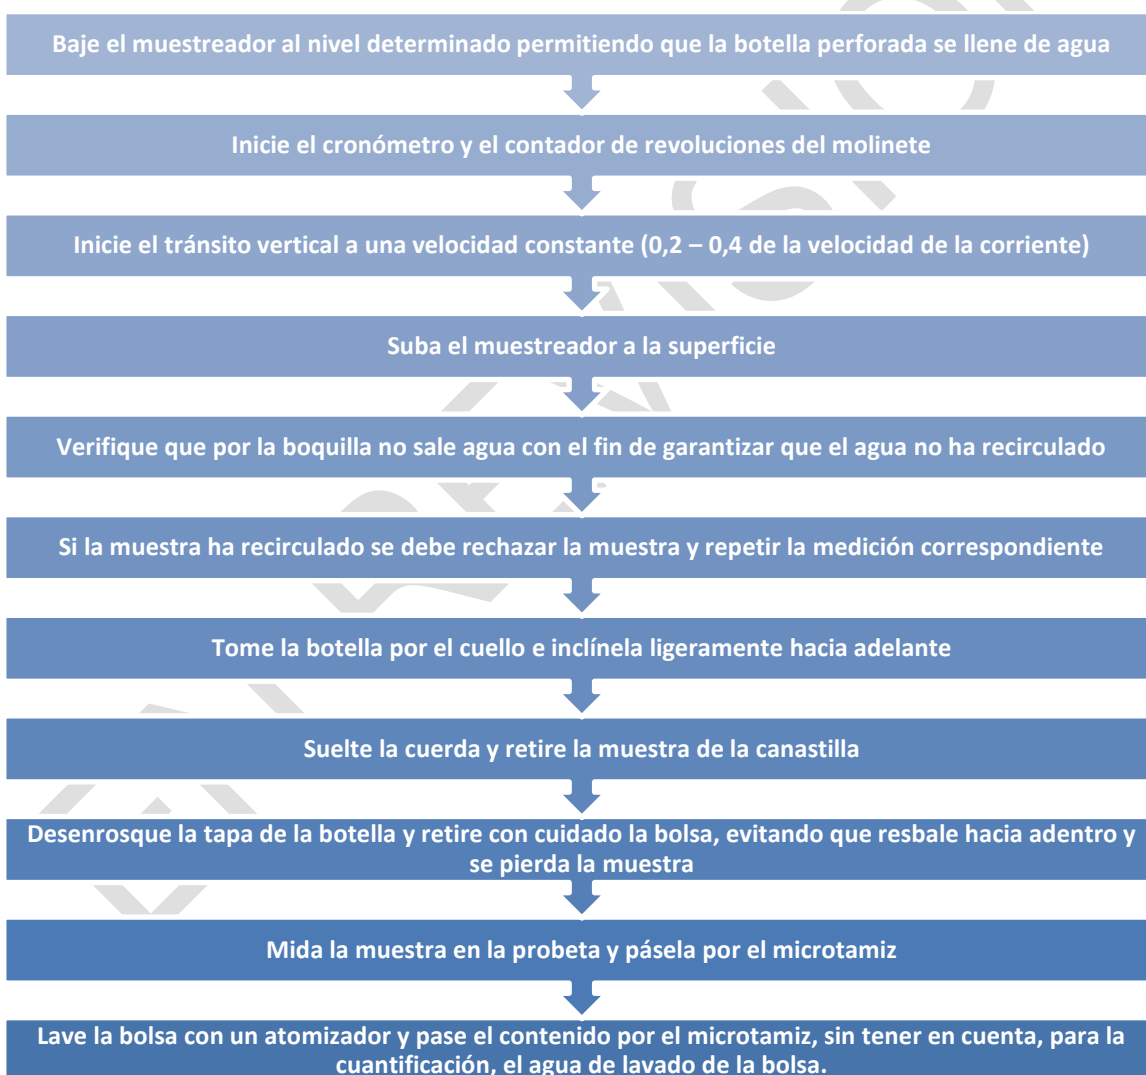 Baje el muestreador al nivel determinado permitiendo que la botella perforada se llene de agua
Inicie el cronómetro y el contador de revoluciones del molinete
Inicie el tránsito vertical a una velocidad constante (0,2 – 0,4 de la velocidad de la corriente)
Suba el muestreador a la superficie
Verifique que por la boquilla no sale agua con el fin de garantizar que el agua no ha recirculado
Si la muestra ha recirculado se debe rechazar la muestra y repetir la medición correspondiente
Tome la botella por el cuello e inclínela ligeramente hacia adelante
Suelte la cuerda y retire la muestra de la canastilla
Desenrosque la tapa de la botella y retire con cuidado la bolsa, evitando que resbale hacia adentro y
se pierda la muestra
Mida la muestra en la probeta y pásela por el microtamiz
Lave la bolsa con un atomizador y pase el contenido por el microtamiz, sin tener en cuenta, para la
cuantificación, el agua de lavado de la bolsa.